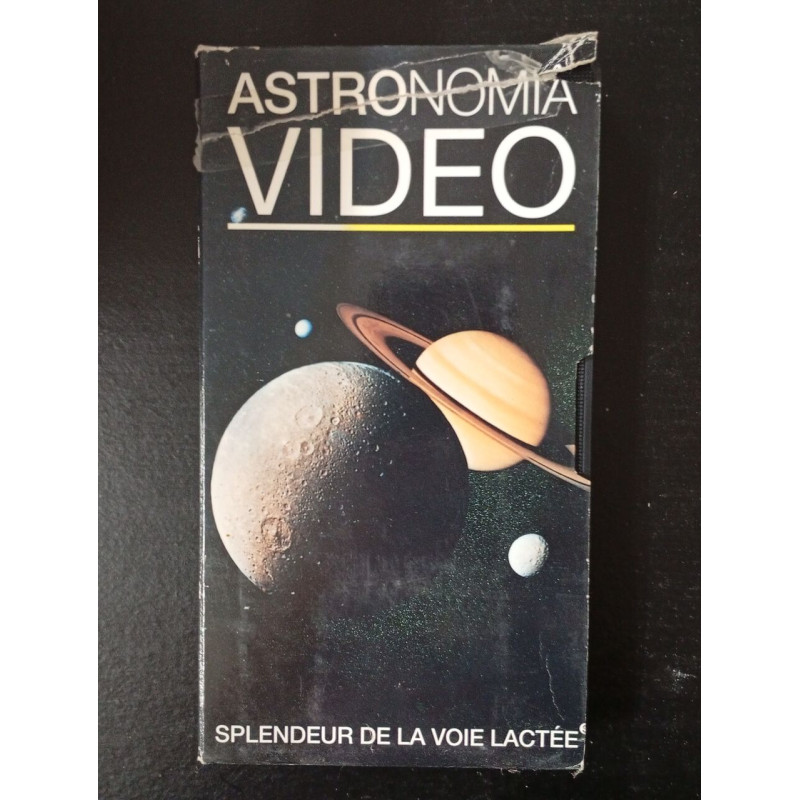 ASTRONOMIA
VIDEO
SPLENDEUR DE LA VOIE LACTÉE